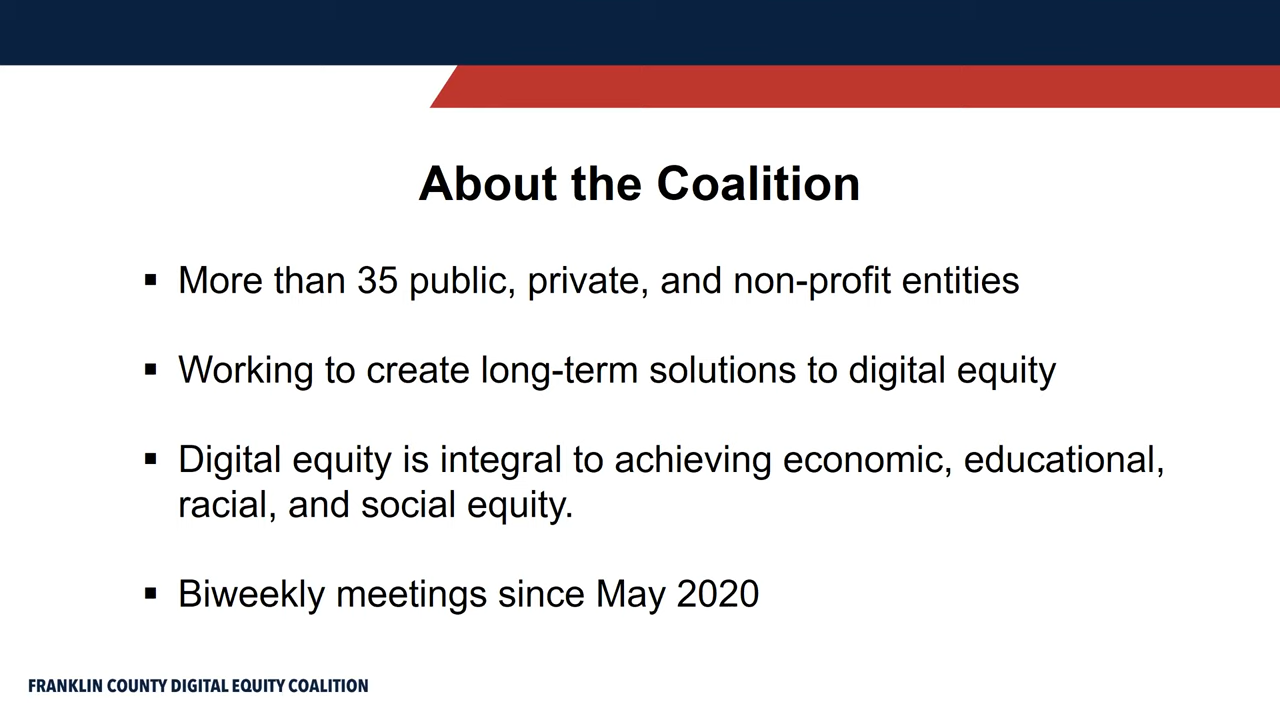 About the Coalition
▪ More than 35 public, private, and non-profit entities
▪ Working to create long-term solutions to digital equity
▪ Digital equity is integral to achieving economic, educational,
racial, and social equity.
▪ Biweekly meetings since May 2020
FRANKLIN COUNTY DIGITAL EQUITY COALITION